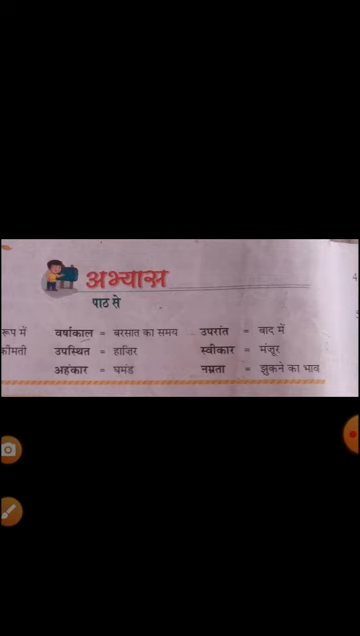 अभ्यास
पाठ से
रूप में वर्षाकाल = बरसात का समय उपरांत = बाद में
क़ीमती उपस्थित = हाज़िर स्वीकार = मंज़ूर
अहंकार = घमंड नम्रता = झुकने का भाव